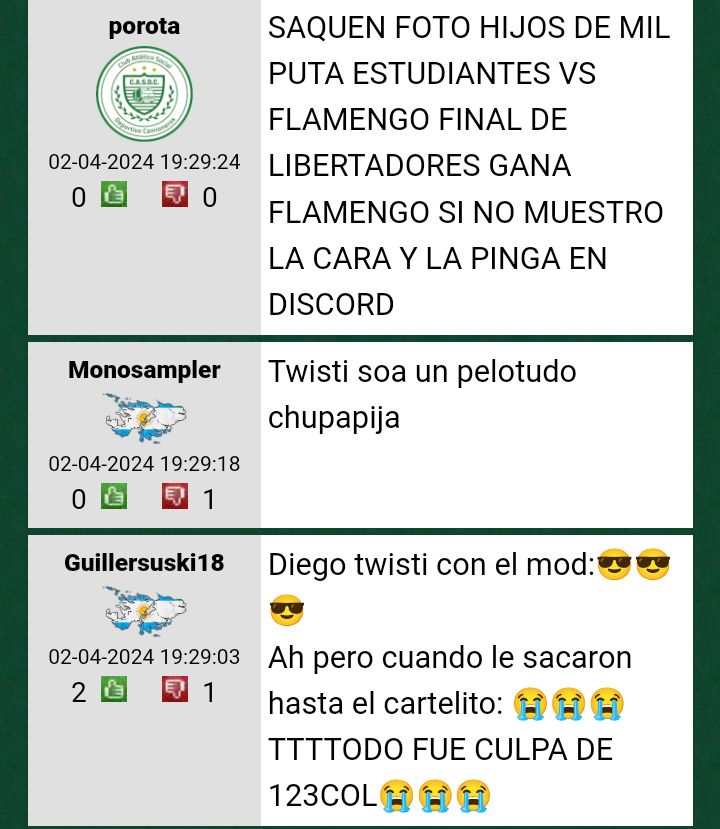 porota
Club Atlético Social
C.A.S.D.C.
Deportivo Camioneros
02-04-2024 19:29:24
0 0
SAQUEN FOTO HIJOS DE MIL
PUTA ESTUDIANTES VS
FLAMENGO FINAL DE
LIBERTADORES GANA
FLAMENGO SI NO MUESTRO
LA CARA Y LA PINGA EN
DISCORD
Monosampler
02-04-2024 19:29:18
0 1
Twisti soa un pelotudo
chupapija
Guillersuski18
02-04-2024 19:29:03
2 1
Diego twisti con el mod:😎😎
😎
Ah pero cuando le sacaron
hasta el cartelito: 😭😭😭
TTTTODO FUE CULPA DE
123COL😭😭😭